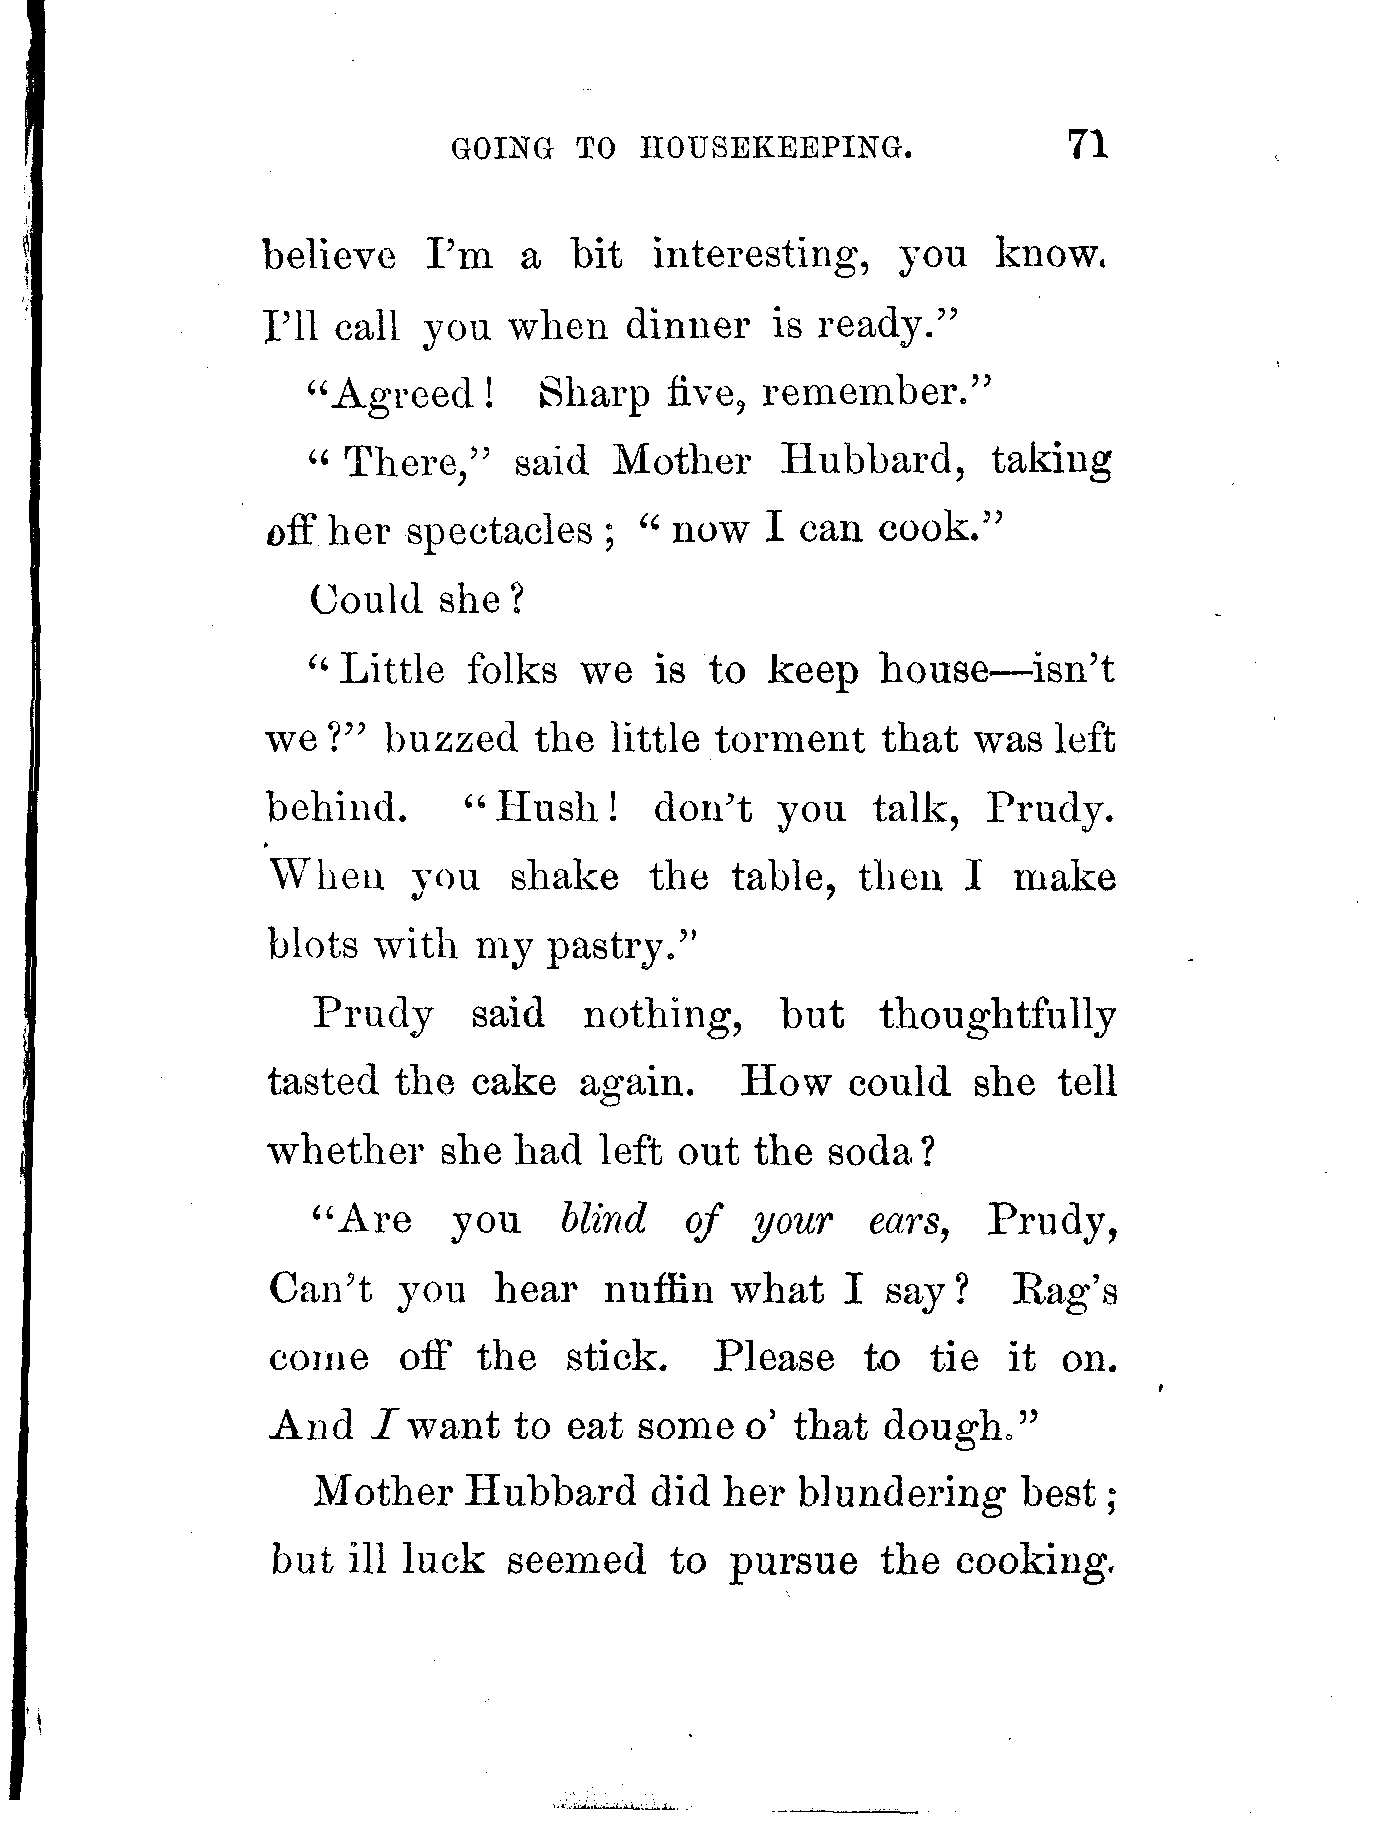 GOING TO HOUSEKEEPING. 71
believe I'm a bit interesting, you know.
I'll call you when dinner is ready."
"Agreed! Sharp five, remember."
"There," said Mother Hubbard, taking
off her spectacles; "now I can cook."
Could she?
"Little folks we is to keep house—isn't
we?" buzzed the little torment that was left
behind. "Hush! don't you talk, Prudy.
When you shake the table, then I make
blots with my pastry."
Prudy said nothing, but thoughtfully
tasted the cake again. How could she tell
whether she had left out the soda?
"Are you blind of your ears, Prudy,
Can't you hear nuffin what I say? Rag's
come off the stick. Please to tie it on.
And I want to eat some o' that dough."
Mother Hubbard did her blundering best;
but ill luck seemed to pursue the cooking.